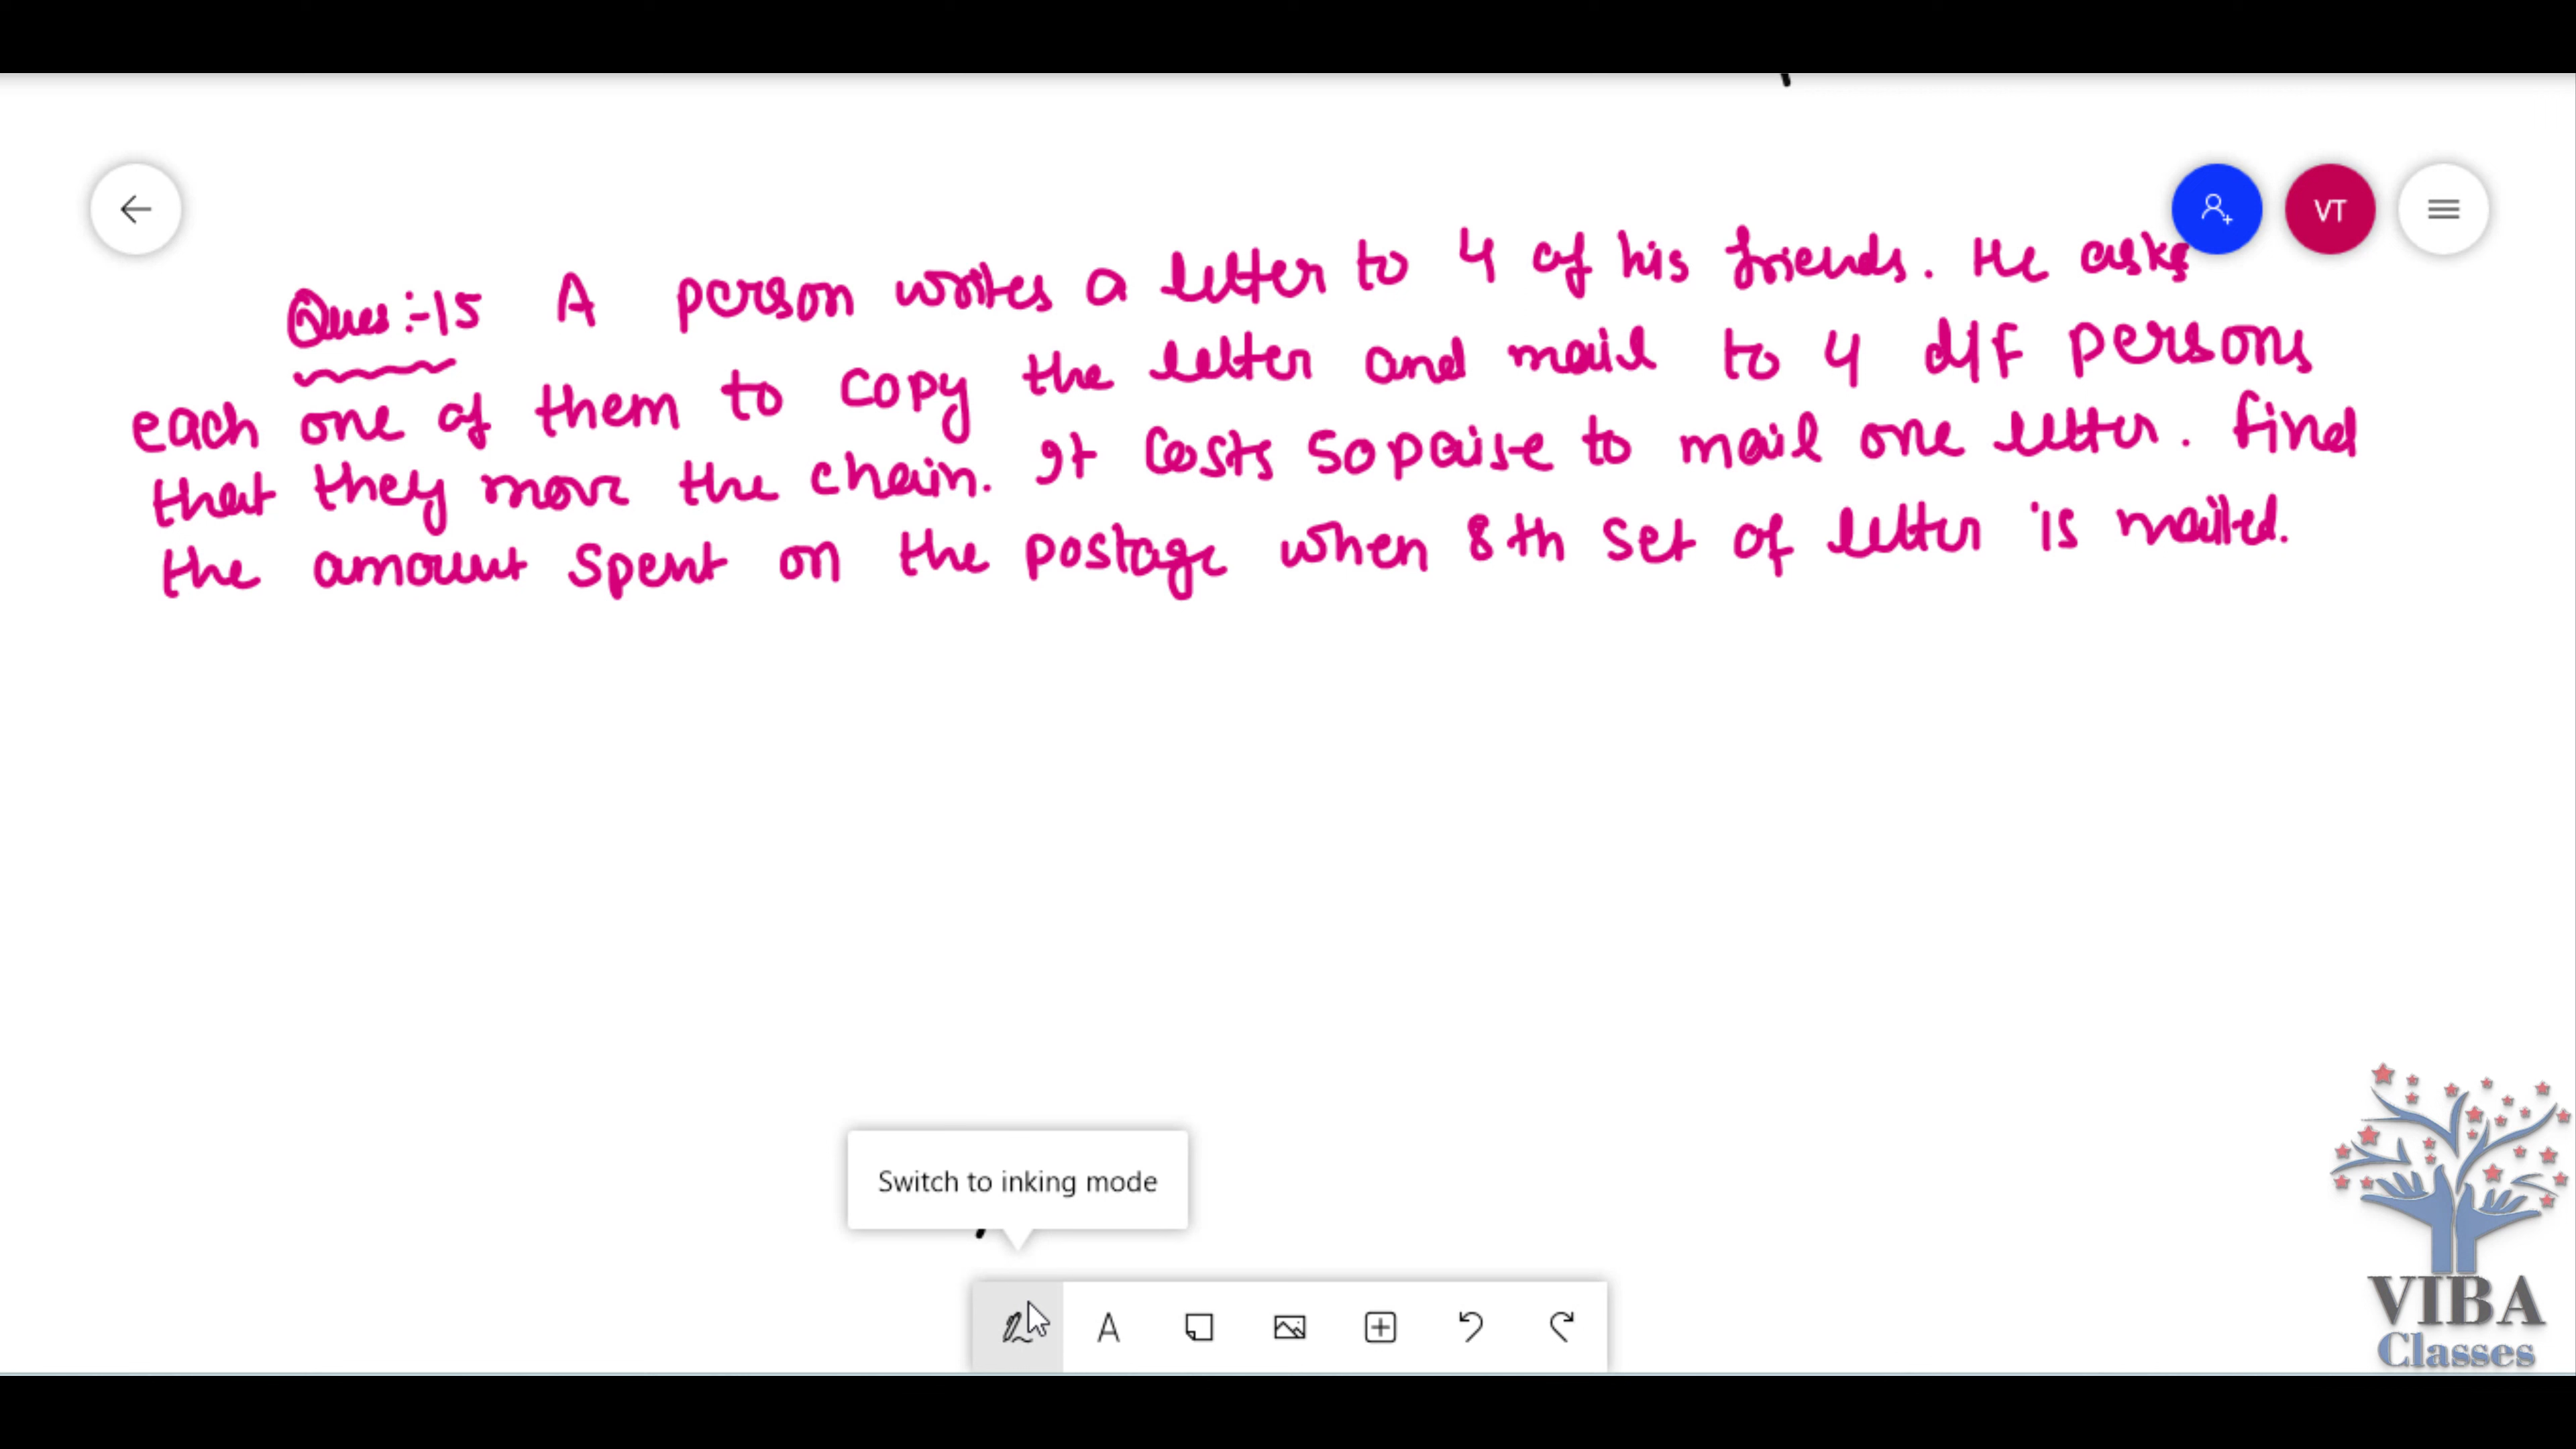 VT
Ques:-15 A person writes a letter to 4 of his friends. He asks
each one of them to copy the letter and mail to 4 d/f persons
that they move the chain. It costs 50 paise to mail one letter. Find
the amount spent on the postage when 8th set of letter is mailed.
Switch to inking mode
A
VIBA
Classes